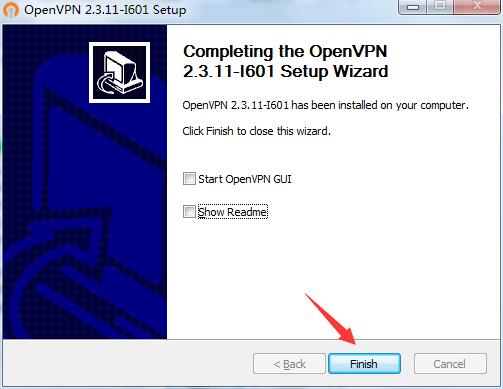 OpenVPN 2.3.11-I601 Setup
Completing the OpenVPN
2.3.11-I601 Setup Wizard
OpenVPN 2.3.11-I601 has been installed on your computer.
Click Finish to close this wizard.
Start OpenVPN GUI
Show Readme
< Back
Finish
Cancel